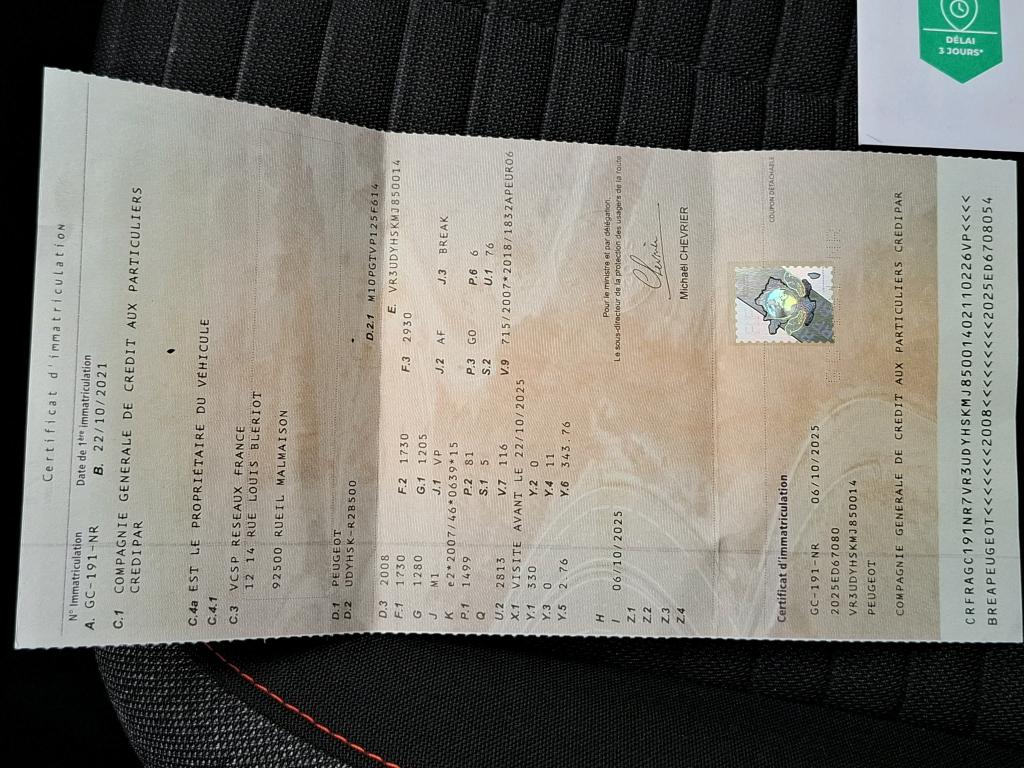 DÉLAI
3 JOURS*
Certificat d'immatriculation
N° Immatriculation Date de 1ère immatriculation
A. GC-191-NR B. 22/10/2021
C.1 COMPAGNIE GENERALE DE CREDIT AUX PARTICULIERS
CREDIPAR
C.4a EST LE PROPRIÉTAIRE DU VÉHICULE
C.4.1
C.3 VCSP RESEAUX FRANCE
12 14 RUE LOUIS BLERIOT
92500 RUEIL MALMAISON
D.1 PEUGEOT
D.2 UDYHSK-R2B500
D.2.1 M10PGTVP125F614
D.3 2008 E. VR3UDYHSKMJ850014
F.1 1730 F.2 1730 F.3 2930
G 1280 G.1 1205
J M1 J.1 VP J.2 AF J.3 BREAK
K e2*2007/46*0639*15
P.1 1499 P.2 81 P.3 GO P.6 6
Q S.1 5 S.2 U.1 76
U.2 2813 V.7 116 V.9 715/2007*2018/1832APEURO6
X.1 VISITE AVANT LE 22/10/2025
Y.1 330 Y.2 0
Y.3 0 Y.4 11
Y.5 2.76 Y.6 343.76
H
I 06/10/2025
Z.1
Z.2
Z.3
Z.4
Pour le ministre et par délégation,
Le sous-directeur de la protection des usagers de la route
Michaël CHEVRIER
COUPON DÉTACHABLE
Certificat d'immatriculation
GC-191-NR 06/10/2025
2025ED67080
VR3UDYHSKMJ850014
PEUGEOT
COMPAGNIE GENERALE DE CREDIT AUX PARTICULIERS CREDIPAR
CRFRAGC191NR7VR3UDYHSKMJ8500140211022 6VP<<<<
BREAPEUGEOT<<<<<<2008<<<<<<<<<2025ED6708054